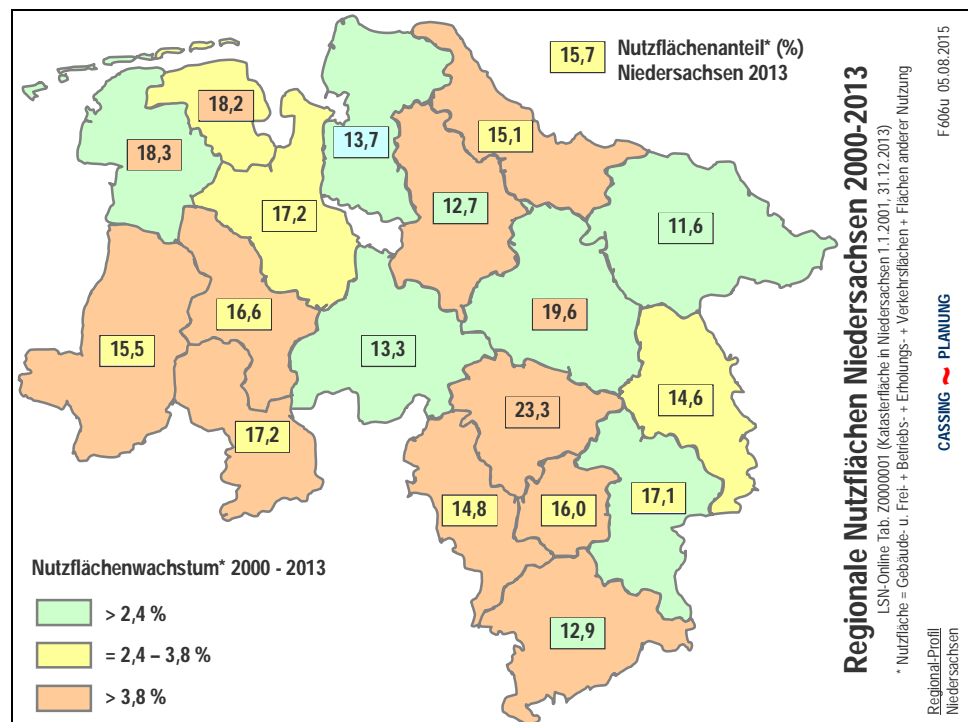 15,7
Nutzflächenanteil* (%)
Niedersachsen 2013
18,2
18,3
13,7
15,1
12,7
17,2
11,6
16,6
19,6
15,5
13,3
14,6
23,3
17,2
14,8
16,0
17,1
12,9
Nutzflächenwachstum* 2000 - 2013
> 2,4 %
= 2,4 – 3,8 %
> 3,8 %
Regionale Nutzflächen Niedersachsen 2000-2013
LSN-Online Tab. Z0000001 (Katasterfläche in Niedersachsen 1.1.2001, 31.12.2013)
* Nutzfläche = Gebäude- u. Frei- + Betriebs- + Erholungs- + Verkehrsflächen + Flächen anderer Nutzung
Regional-Profil
Niedersachsen
CASSING ~ PLANUNG
F606u 05.08.2015